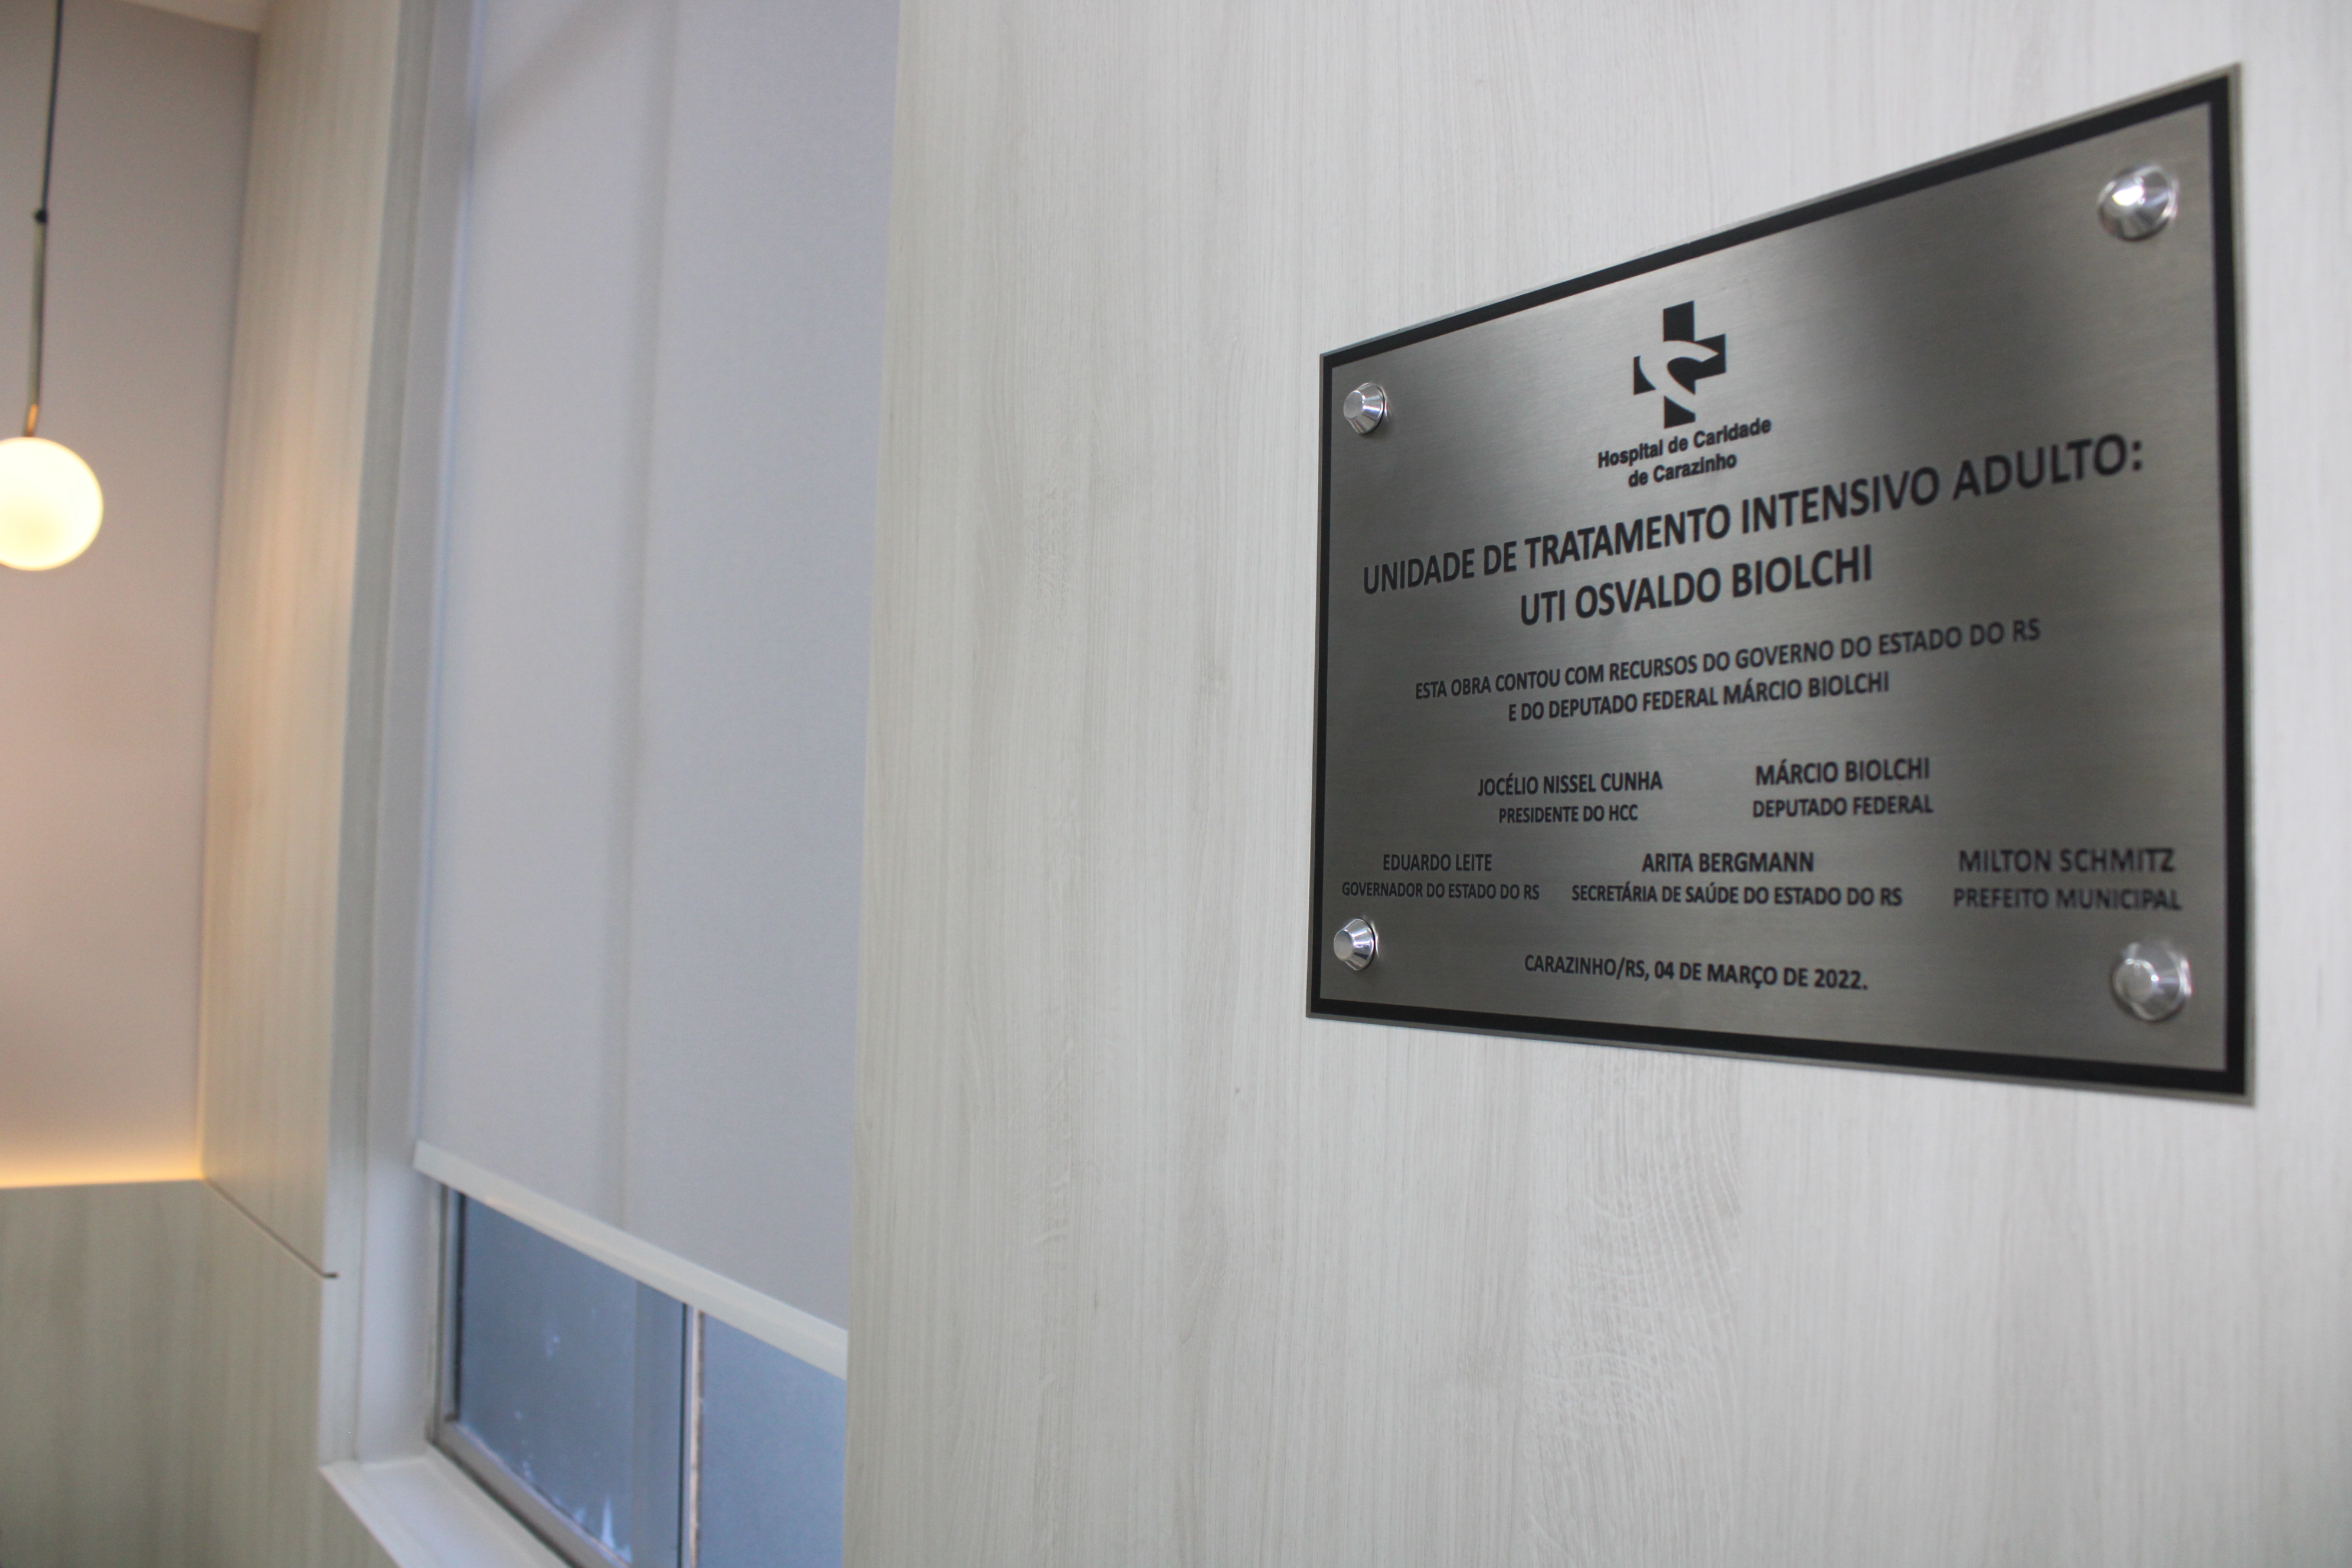 Hospital de Caridade
de Carazinho
UNIDADE DE TRATAMENTO INTENSIVO ADULTO:
UTI OSVALDO BIOLCHI
ESTA OBRA CONTOU COM RECURSOS DO GOVERNO DO ESTADO DO RS
E DO DEPUTADO FEDERAL MÁRCIO BIOLCHI
JOCÉLIO NISSEL CUNHA
PRESIDENTE DO HCC
MÁRCIO BIOLCHI
DEPUTADO FEDERAL
EDUARDO LEITE
GOVERNADOR DO ESTADO DO RS
ARITA BERGMANN
SECRETÁRIA DE SAÚDE DO ESTADO DO RS
MILTON SCHMITZ
PREFEITO MUNICIPAL
CARAZINHO/RS, 04 DE MARÇO DE 2022.